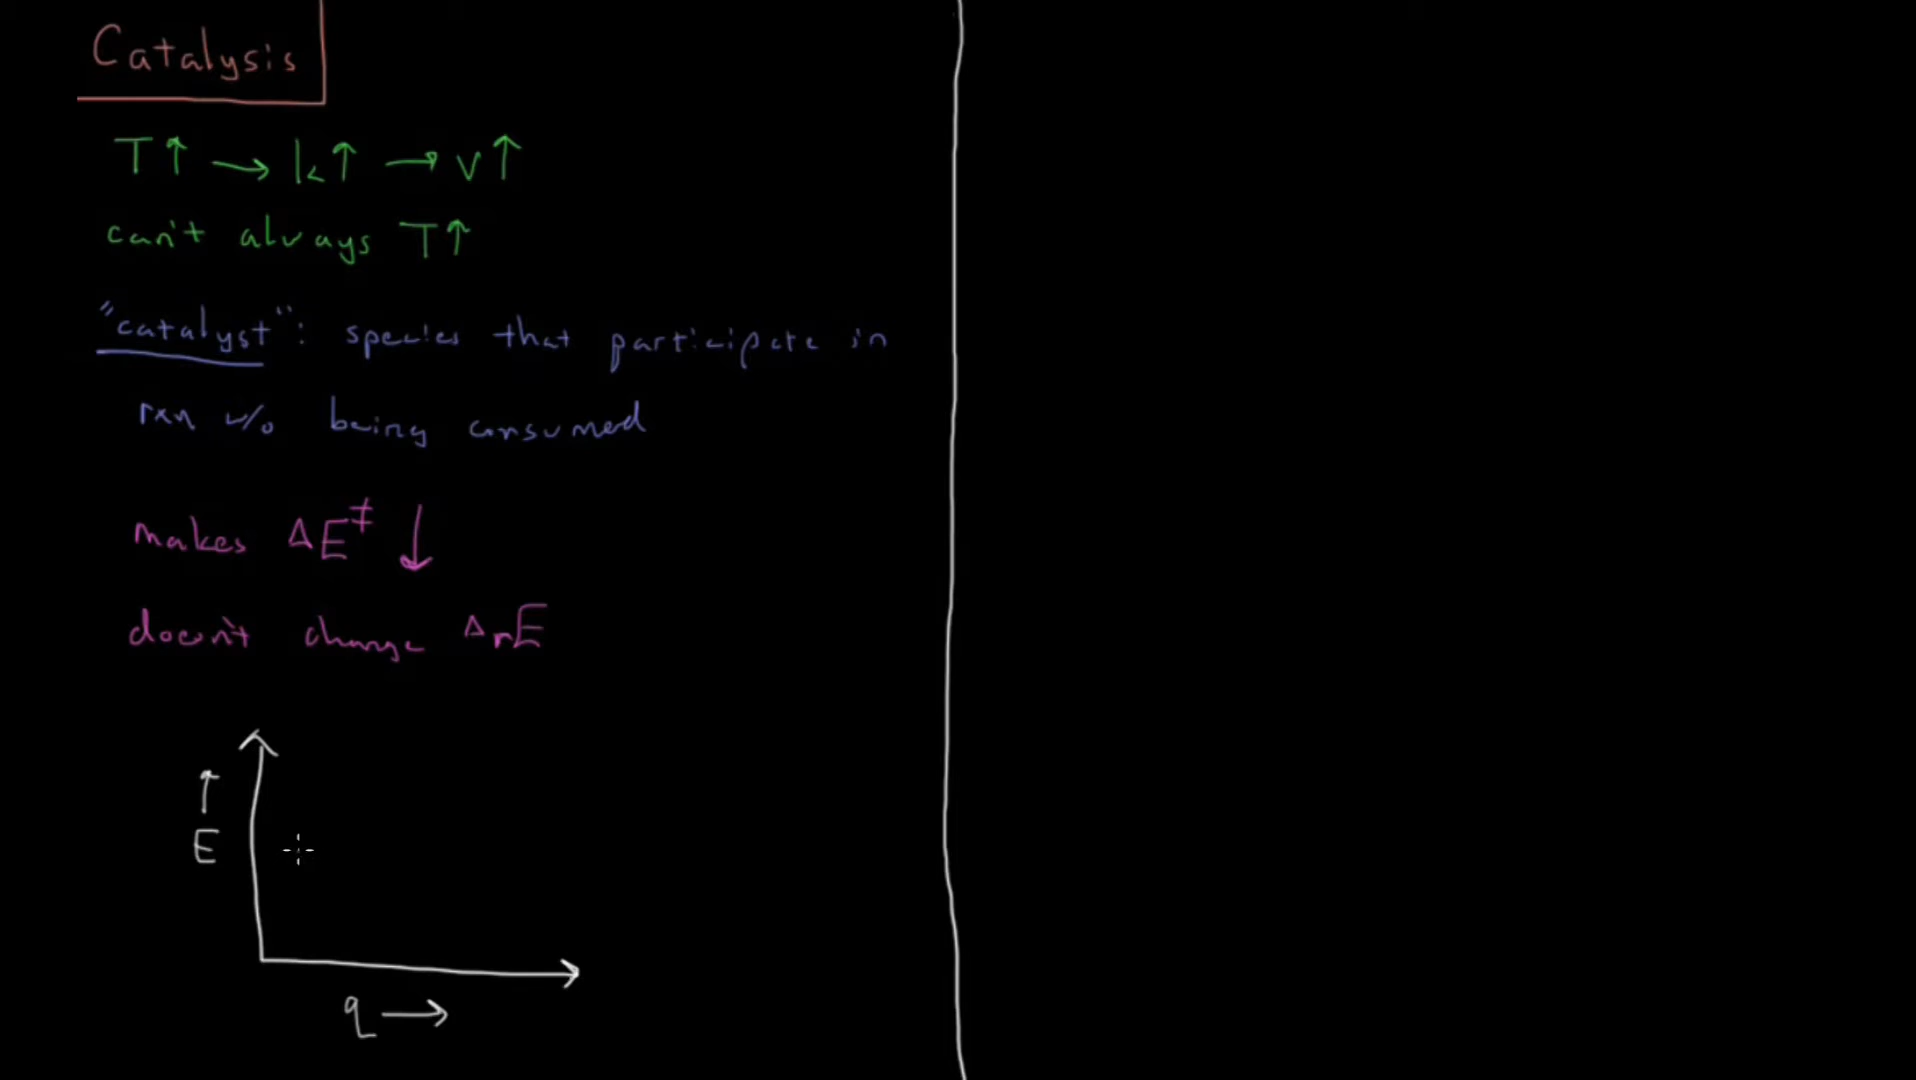 Catalysis
T↑ → k↑ → v↑
can't always T↑
"catalyst": species that participate in
rxn w/o being consumed
makes ΔE‡ ↓
doesn't change ΔrE
↑
E
q →